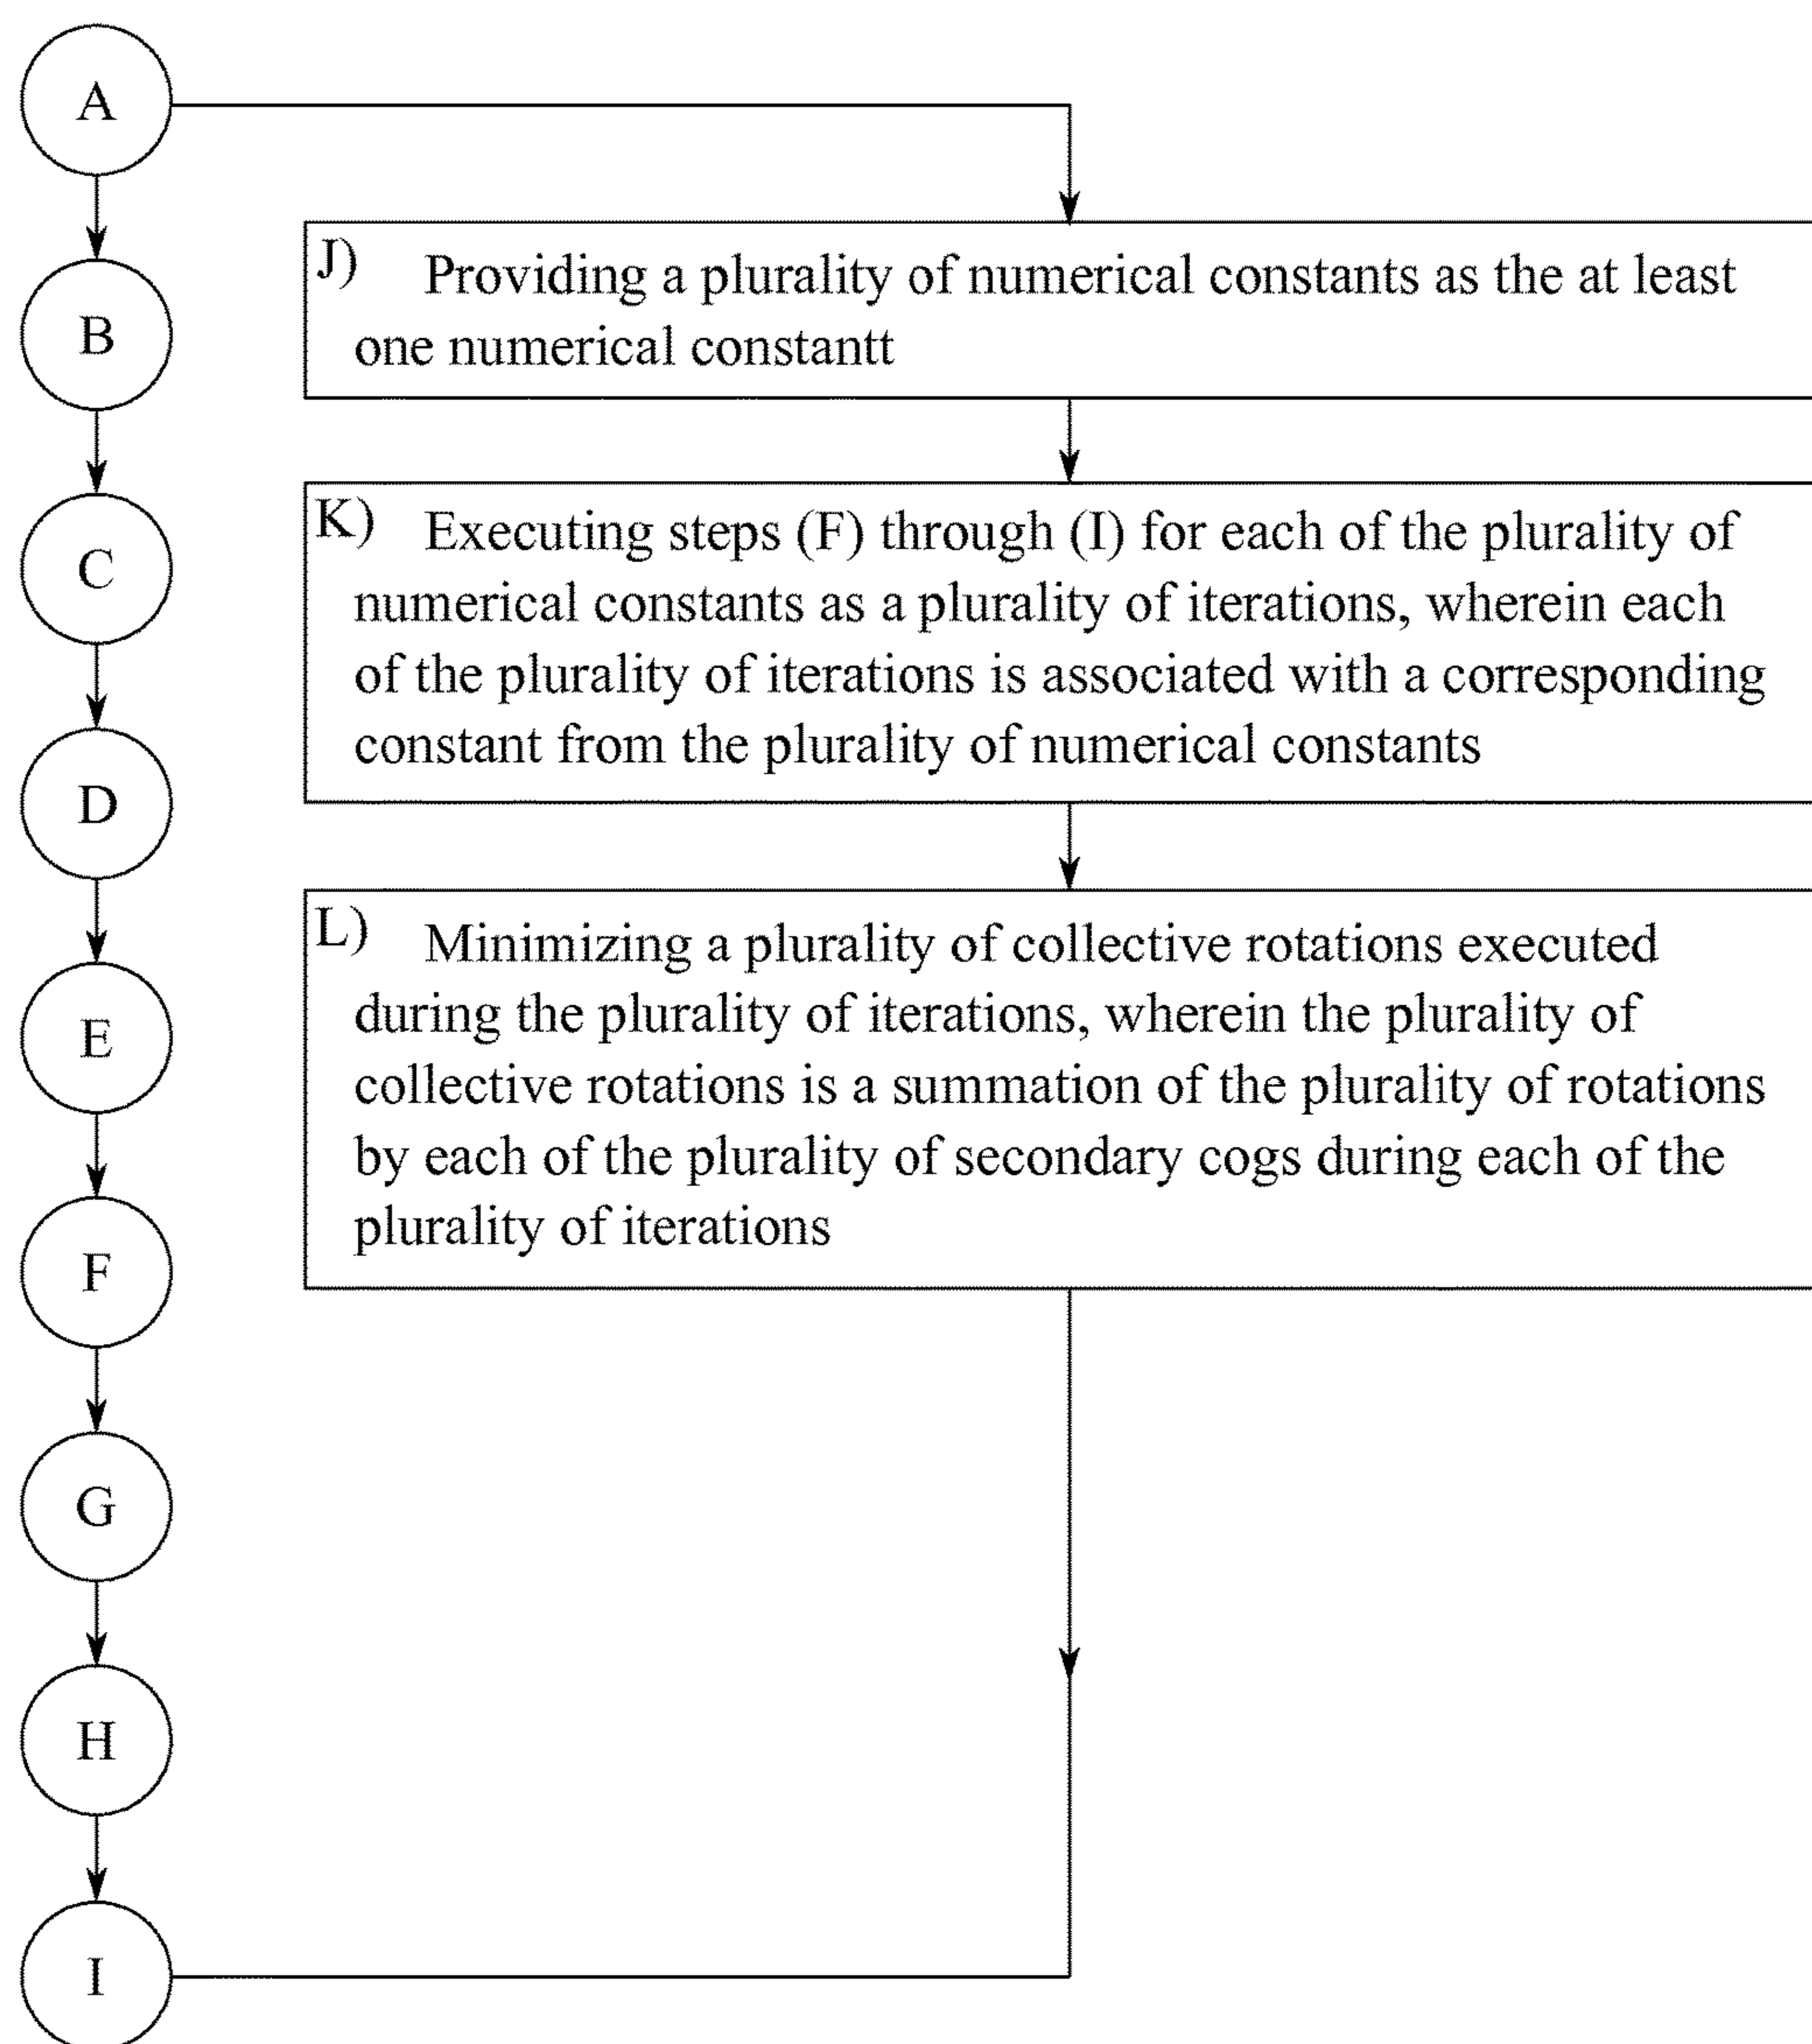 A
B
C
D
E
F
G
H
I
J) Providing a plurality of numerical constants as the at least
one numerical constantt
K) Executing steps (F) through (I) for each of the plurality of
numerical constants as a plurality of iterations, wherein each
of the plurality of iterations is associated with a corresponding
constant from the plurality of numerical constants
L) Minimizing a plurality of collective rotations executed
during the plurality of iterations, wherein the plurality of
collective rotations is a summation of the plurality of rotations
by each of the plurality of secondary cogs during each of the
plurality of iterations